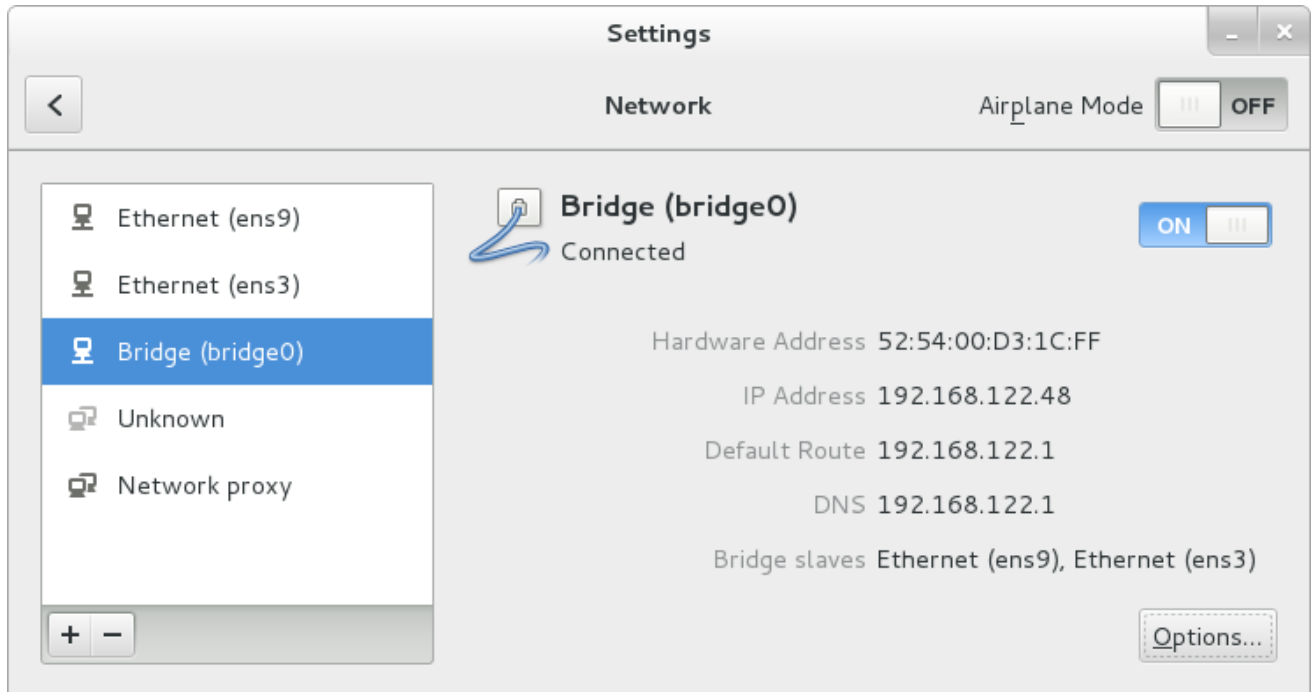 Settings
Network
Airplane Mode OFF
Ethernet (ens9)
Ethernet (ens3)
Bridge (bridge0)
Unknown
Network proxy
+ −
Bridge (bridge0)
ON
Connected
Hardware Address 52:54:00:D3:1C:FF
IP Address 192.168.122.48
Default Route 192.168.122.1
DNS 192.168.122.1
Bridge slaves Ethernet (ens9), Ethernet (ens3)
Options...